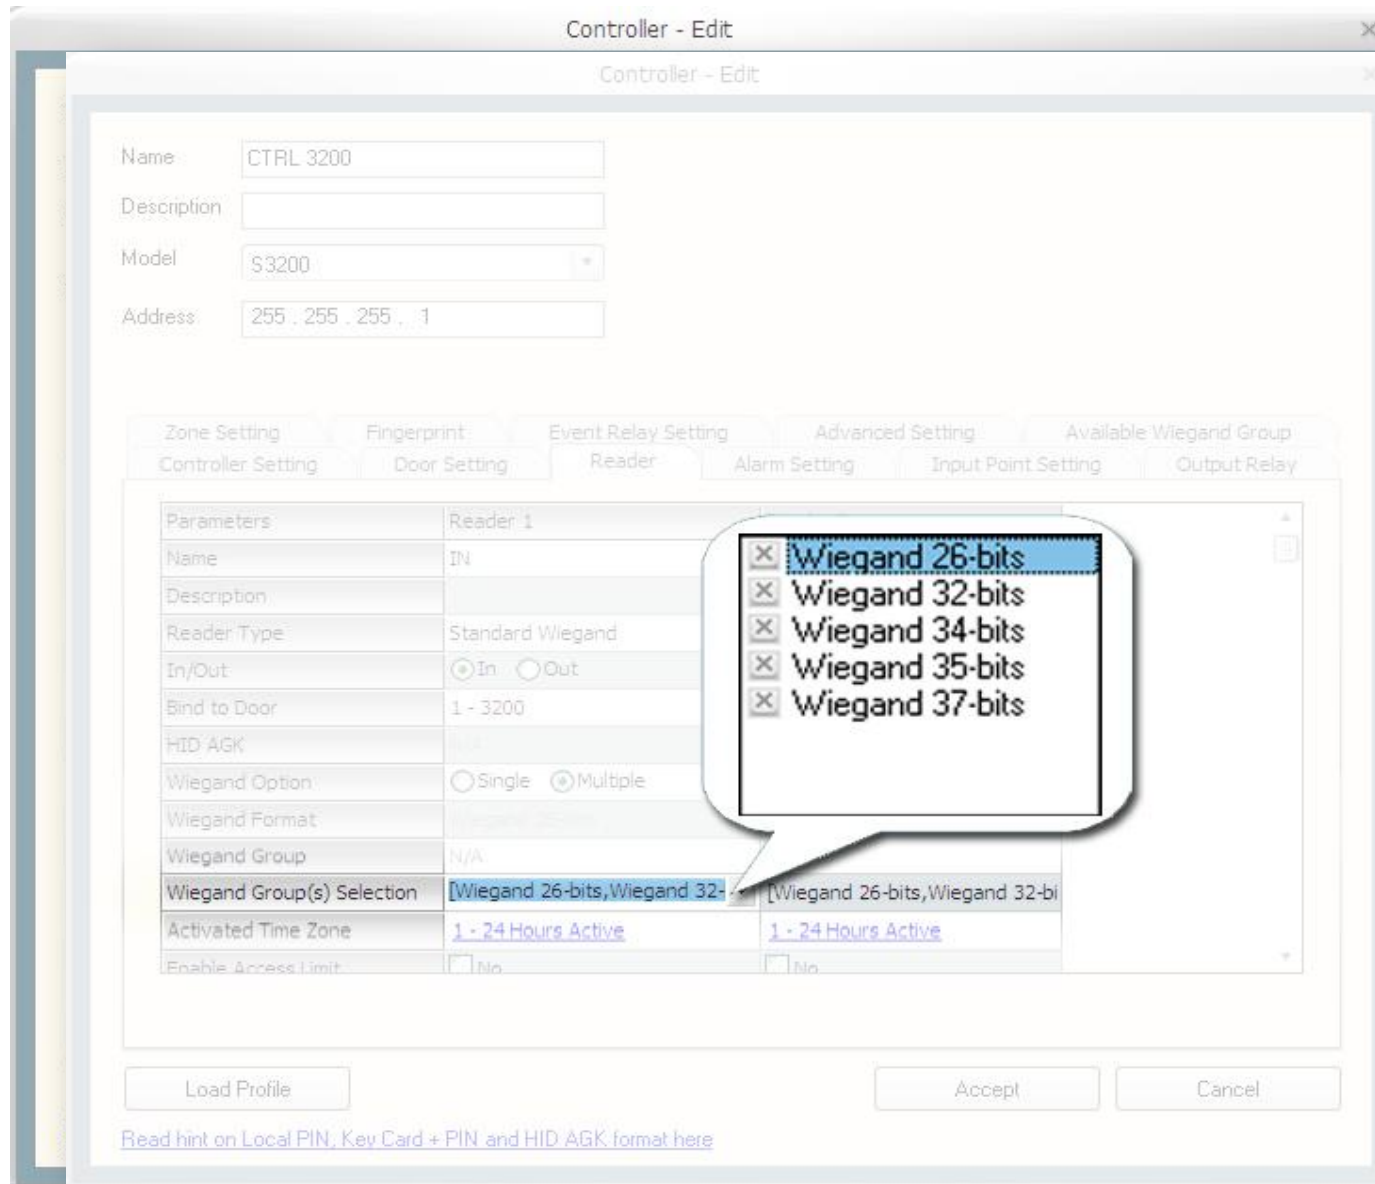 Controller - Edit
Controller - Edit
Name CTRL 3200
Description
Model S3200
Address 255 . 255 . 255 . 1
Zone Setting Fingerprint Event Relay Setting Advanced Setting Available Wiegand Group
Controller Setting Door Setting Reader Alarm Setting Input Point Setting Output Relay
Parameters Reader 1
Name IN
Description
Reader Type Standard Wiegand
In/Out In Out
Bind to Door 1 - 3200
HID AGK N/A
Wiegand Option Single Multiple
Wiegand Format Wiegand 26-bits
Wiegand Group N/A
Wiegand Group(s) Selection [Wiegand 26-bits,Wiegand 32- [Wiegand 26-bits,Wiegand 32-bi
Activated Time Zone 1 - 24 Hours Active 1 - 24 Hours Active
Enable Access Limit No No
Wiegand 26-bits
Wiegand 32-bits
Wiegand 34-bits
Wiegand 35-bits
Wiegand 37-bits
Load Profile Accept Cancel
Read hint on Local PIN, Key Card + PIN and HID AGK format here